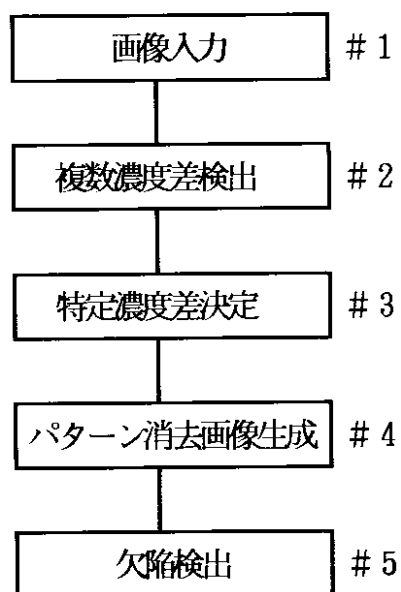 画像入力 #1
複数濃度差検出 #2
特定濃度差決定 #3
パターン消去画像生成 #4
欠陥検出 #5